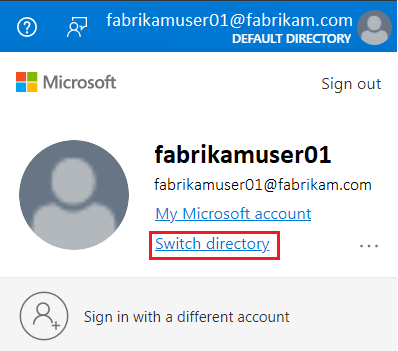 fabrikamuser01@fabrikam.com
DEFAULT DIRECTORY
Microsoft
Sign out
fabrikamuser01
fabrikamuser01@fabrikam.com
My Microsoft account
Switch directory
Sign in with a different account